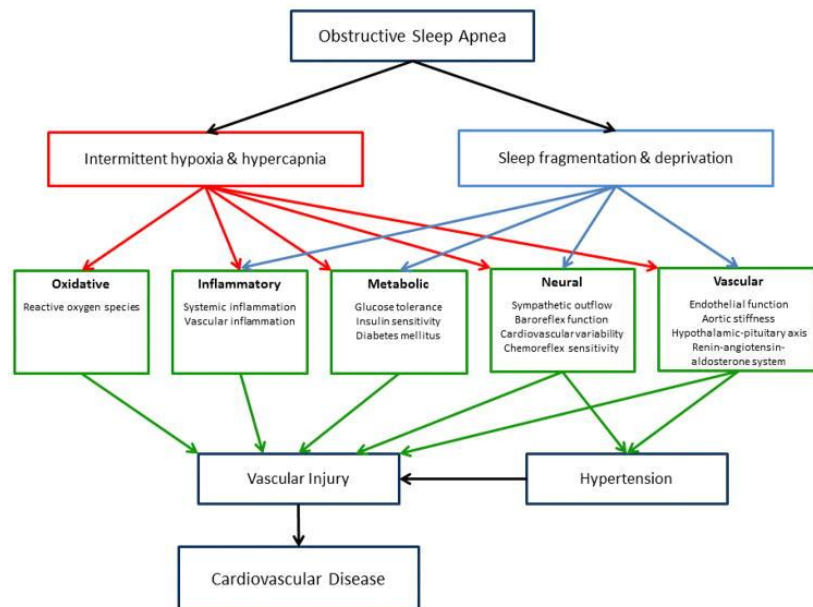 Obstructive Sleep Apnea
Intermittent hypoxia & hypercapnia
Sleep fragmentation & deprivation
Oxidative
Reactive oxygen species
Inflammatory
Systemic inflammation
Vascular inflammation
Metabolic
Glucose tolerance
Insulin sensitivity
Diabetes mellitus
Neural
Sympathetic outflow
Baroreflex function
Cardiovascular variability
Chemoreflex sensitivity
Vascular
Endothelial function
Aortic stiffness
Hypothalamic-pituitary axis
Renin-angiotensin-
aldosterone system
Vascular Injury
Hypertension
Cardiovascular Disease